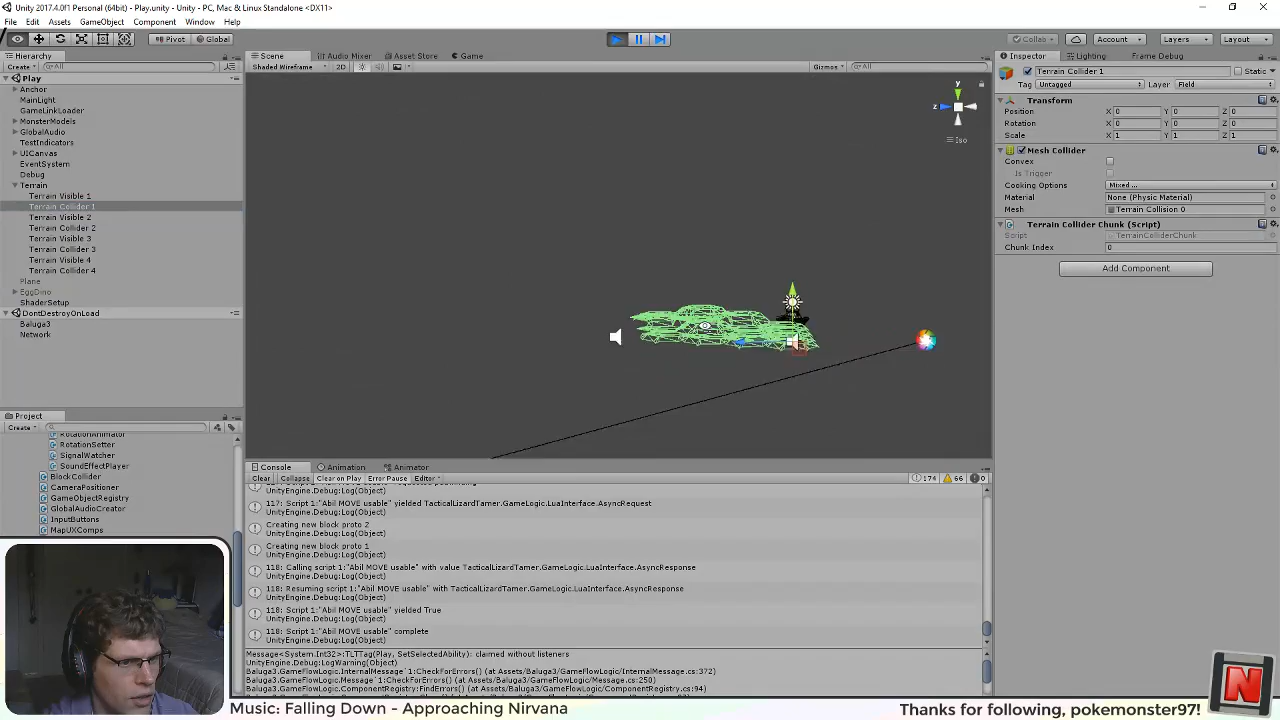 Unity 2017.4.0f1 Personal (64bit) - Play.unity - Unity - PC, Mac & Linux Standalone <DX11>
File Edit Assets GameObject Component Window Help
Pivot Global Collab Account Layers Layout
Hierarchy
Create All
Play
Anchor
MainLight
GameLinkLoader
MonsterModels
GlobalAudio
TestIndicators
UICanvas
EventSystem
Debug
Terrain
Terrain Visible 1
Terrain Collider 1
Terrain Visible 2
Terrain Collider 2
Terrain Visible 3
Terrain Collider 3
Terrain Visible 4
Terrain Collider 4
Plane
EggDino
ShaderSetup
DontDestroyOnLoad
Baluga3
Network
Project
Create
RotationAnimator
RotationSetter
SignalWatcher
SoundEffectPlayer
BlockCollider
CameraPositioner
GameObjectRegistry
GlobalAudioCreator
InputButtons
MapUXComps
Scene Audio Mixer Asset Store Game
Shaded Wireframe 2D Gizmos All
y
z
Iso
Console Animation Animator
Clear Collapse Clear on Play Error Pause Editor 174 66 0
UnityEngine.Debug:Log(Object)
117: Script 1:"Abil MOVE usable" yielded TacticalLizardTamer.GameLogic.LuaInterface.AsyncRequest
UnityEngine.Debug:Log(Object)
Creating new block proto 2
UnityEngine.Debug:Log(Object)
Creating new block proto 1
UnityEngine.Debug:Log(Object)
118: Calling script 1:"Abil MOVE usable" with value TacticalLizardTamer.GameLogic.LuaInterface.AsyncResponse
UnityEngine.Debug:Log(Object)
118: Resuming script 1:"Abil MOVE usable" with TacticalLizardTamer.GameLogic.LuaInterface.AsyncResponse
UnityEngine.Debug:Log(Object)
118: Script 1:"Abil MOVE usable" yielded True
UnityEngine.Debug:Log(Object)
118: Script 1:"Abil MOVE usable" complete
UnityEngine.Debug:Log(Object)
Message<System.Int32>:TLTTag(Play, SetSelectedAbility): claimed without listeners
UnityEngine.Debug:LogWarning(Object)
Baluga3.GameFlowLogic.InternalMessage`1:CheckForErrors() (at Assets/Baluga3/GameFlowLogic/InternalMessage.cs:372)
Baluga3.GameFlowLogic.Message`1:CheckForErrors() (at Assets/Baluga3/GameFlowLogic/Message.cs:250)
Baluga3.GameFlowLogic.ComponentRegistry:FindErrors() (at Assets/Baluga3/GameFlowLogic/ComponentRegistry.cs:94)
Inspector Lighting Frame Debug
Terrain Collider 1 Static
Tag Untagged Layer Field
Transform
Position X 0 Y 0 Z 0
Rotation X 0 Y 0 Z 0
Scale X 1 Y 1 Z 1
Mesh Collider
Convex
Is Trigger
Cooking Options Mixed ...
Material None (Physic Material)
Mesh Terrain Collision 0
Terrain Collider Chunk (Script)
Script TerrainColliderChunk
Chunk Index 0
Add Component
Music: Falling Down - Approaching Nirvana
Thanks for following, pokemonster97!
N